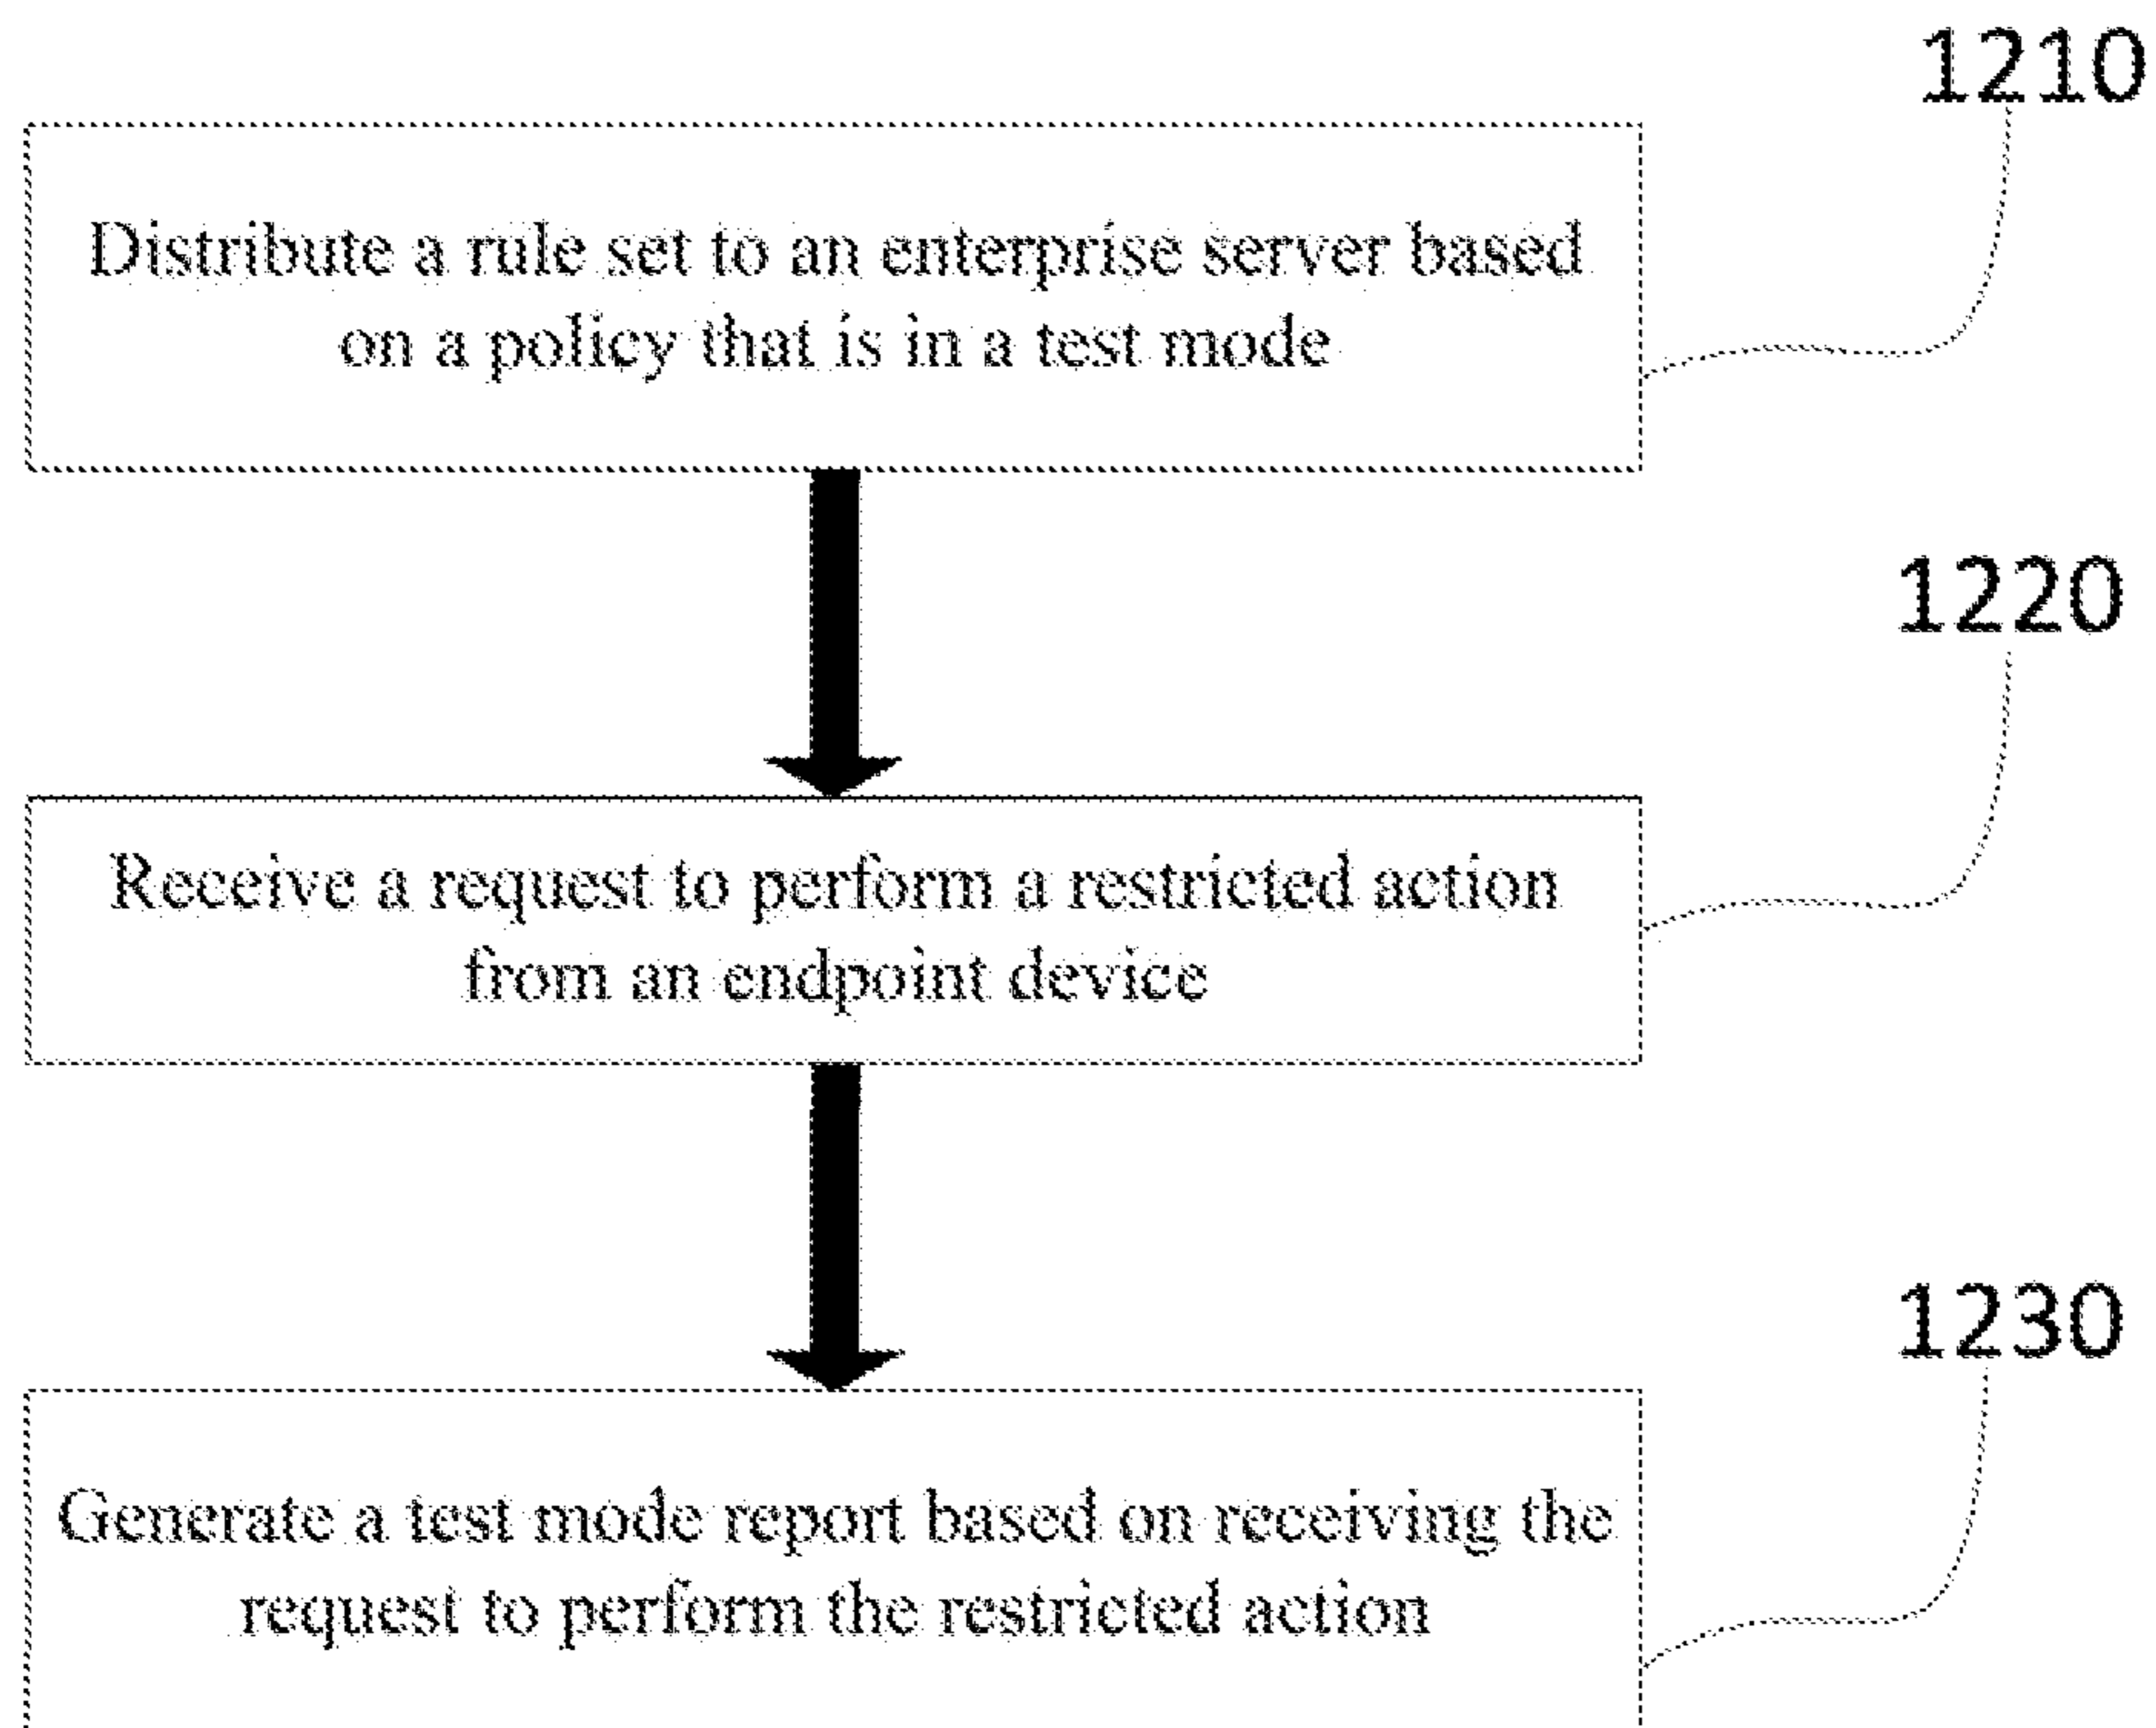 1210
Distribute a rule set to an enterprise server based
on a policy that is in a test mode
1220
Receive a request to perform a restricted action
from an endpoint device
1230
Generate a test mode report based on receiving the
request to perform the restricted action